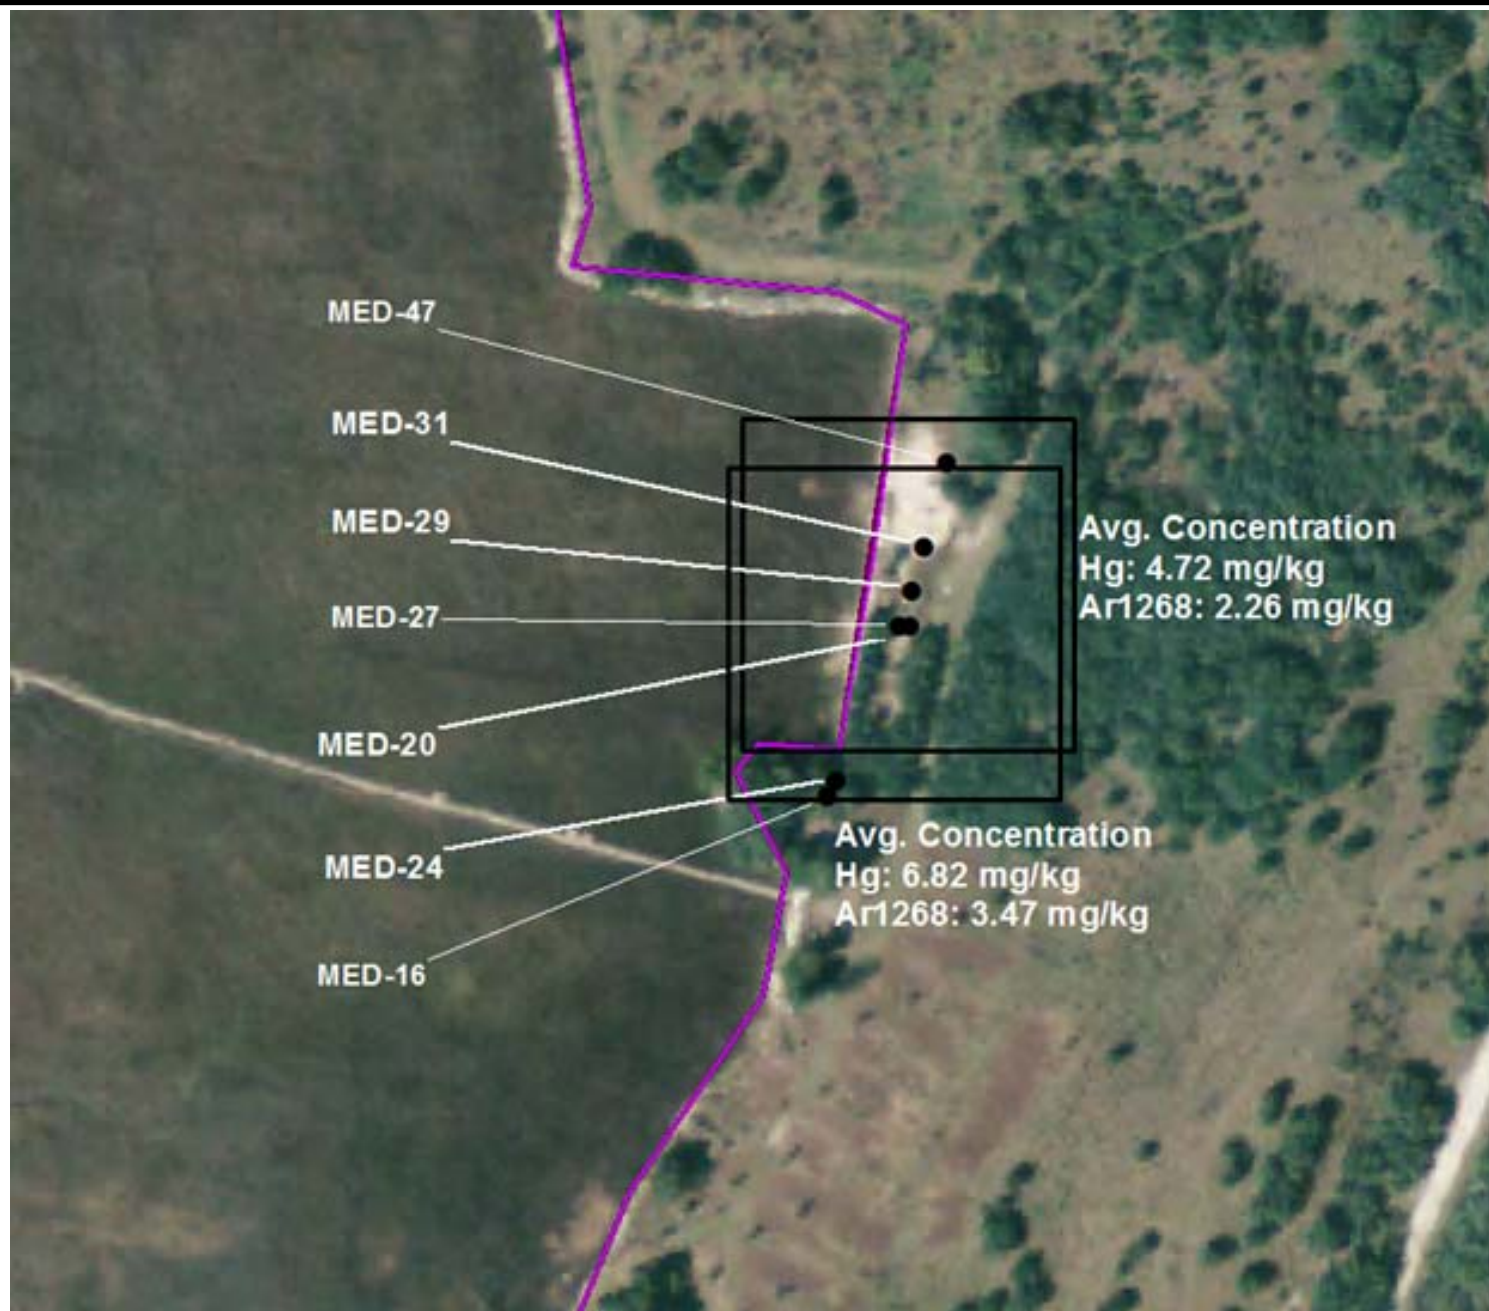 MED-47
MED-31
MED-29
MED-27
MED-20
MED-24
MED-16
Avg. Concentration
Hg: 4.72 mg/kg
Ar1268: 2.26 mg/kg
Avg. Concentration
Hg: 6.82 mg/kg
Ar1268: 3.47 mg/kg